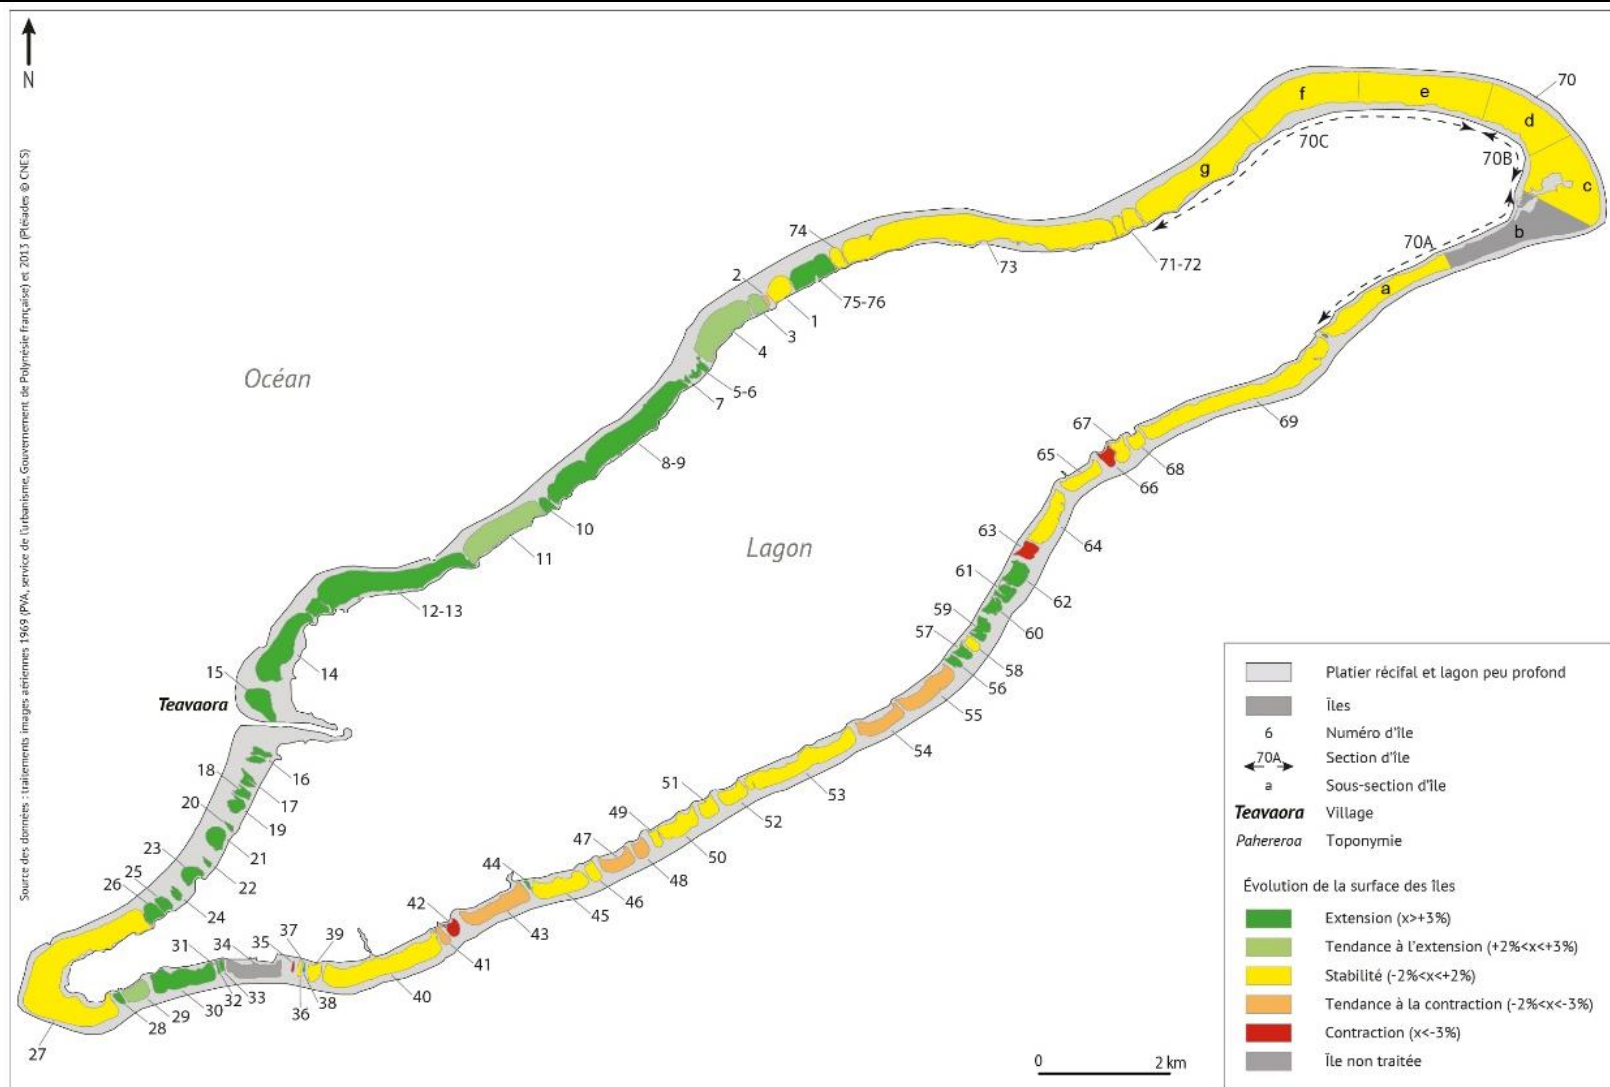 N
Source des données : traitements images aériennes 1969 (PVA, service de l'urbanisme, Gouvernement de Polynésie française) et 2013 (Pléiades © CNES)
f
e
70
d
70C
70B
g
c
74
70A
b
2
73
71-72
a
75-76
1
3
4
Océan
5-6
7
69
67
8-9
65
68
66
10
63
Lagon
64
11
61
62
12-13
59
60
57
58
15
14
56
Teavaora
55
54
16
18
51
17
53
20
49
19
52
47
23
21
50
25
44
22
48
26
46
42
24
45
39
31
34
35
37
43
41
40
32
33
38
29
30
36
28
27
0
2 km
Platier récifal et lagon peu profond
Îles
6 Numéro d'île
70A Section d'île
a Sous-section d'île
Teavaora Village
Pahereroa Toponymie
Évolution de la surface des îles
Extension (x>+3%)
Tendance à l'extension (+2%<x<+3%)
Stabilité (-2%<x<+2%)
Tendance à la contraction (-2%<x<-3%)
Contraction (x<-3%)
Île non traitée